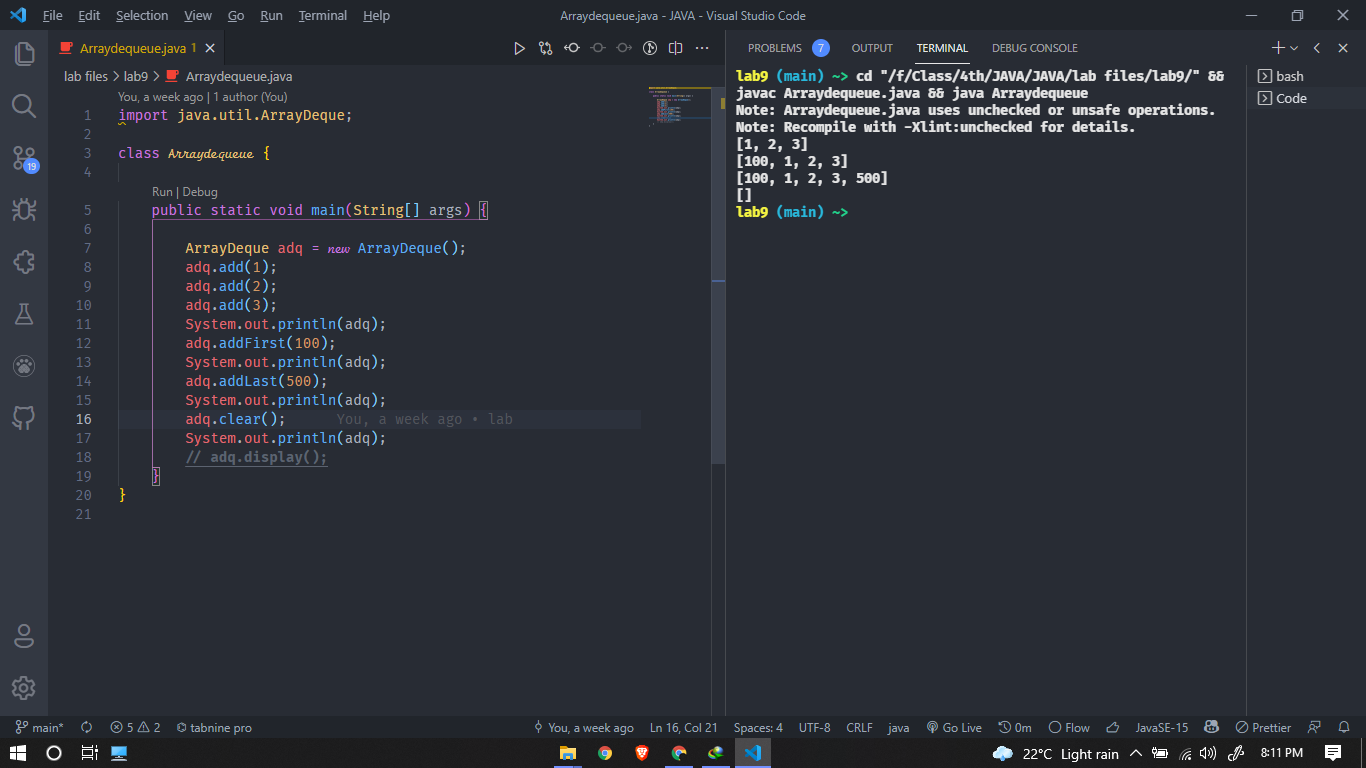 File Edit Selection View Go Run Terminal Help
Arraydequeue.java - JAVA - Visual Studio Code
Arraydequeue.java 1
lab files > lab9 > Arraydequeue.java
You, a week ago | 1 author (You)
1 import java.util.ArrayDeque;
2
3 class Arraydequeue {
4
Run | Debug
5 public static void main(String[] args) {
6
7 ArrayDeque adq = new ArrayDeque();
8 adq.add(1);
9 adq.add(2);
10 adq.add(3);
11 System.out.println(adq);
12 adq.addFirst(100);
13 System.out.println(adq);
14 adq.addLast(500);
15 System.out.println(adq);
16 adq.clear(); You, a week ago • lab
17 System.out.println(adq);
18 // adq.display();
19 }
20 }
21
PROBLEMS 7 OUTPUT TERMINAL DEBUG CONSOLE
lab9 (main) ~> cd "/f/Class/4th/JAVA/JAVA/lab files/lab9/" &&
javac Arraydequeue.java && java Arraydequeue
Note: Arraydequeue.java uses unchecked or unsafe operations.
Note: Recompile with -Xlint:unchecked for details.
[1, 2, 3]
[100, 1, 2, 3]
[100, 1, 2, 3, 500]
[]
lab9 (main) ~>
bash
Code
19
main* 5 2 tabnine pro You, a week ago Ln 16, Col 21 Spaces: 4 UTF-8 CRLF java Go Live 0m Flow JavaSE-15 Prettier
22°C Light rain 8:11 PM